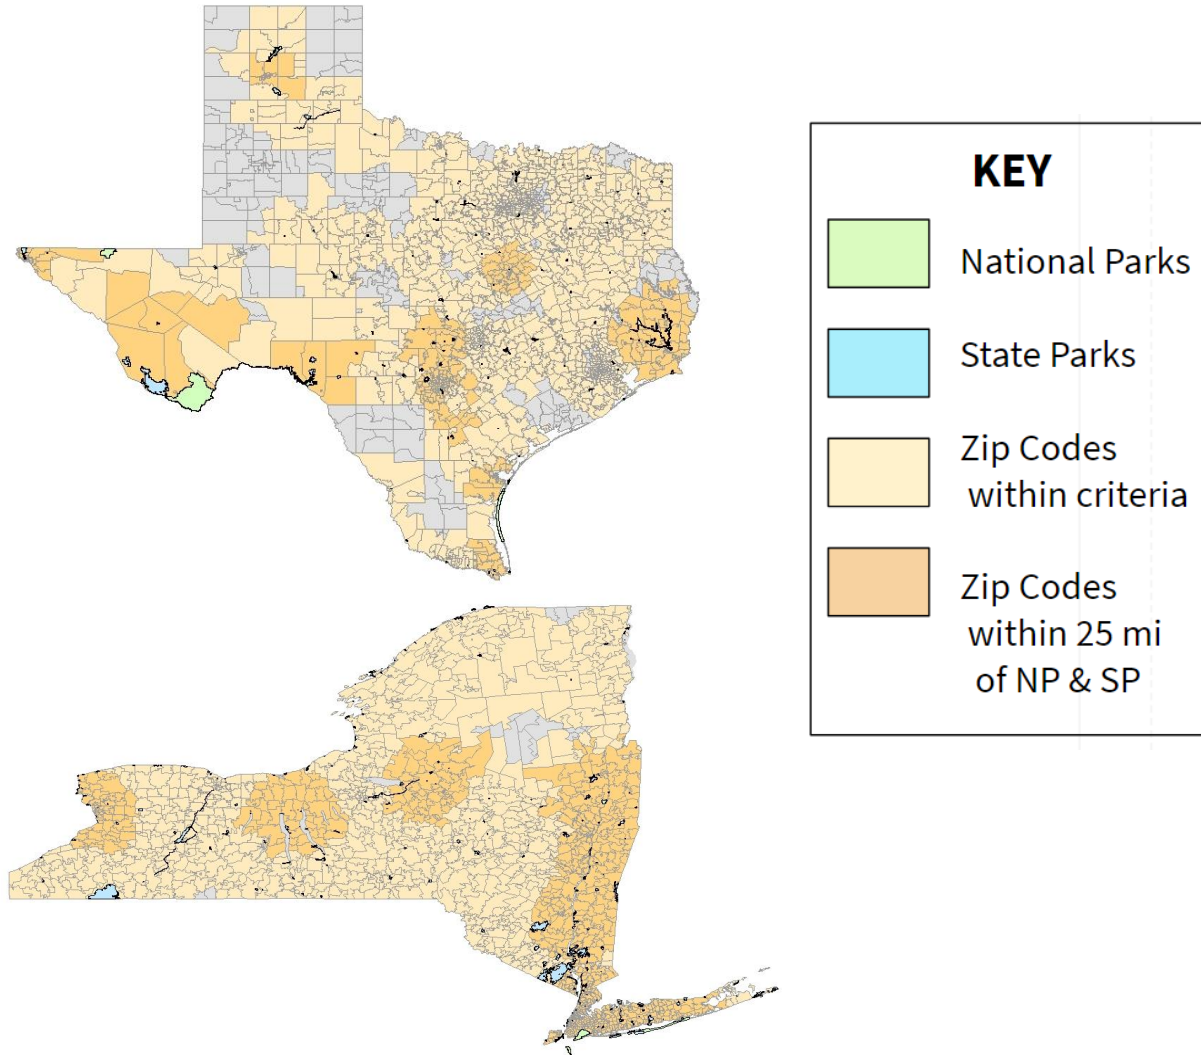 KEY
National Parks
State Parks
Zip Codes
within criteria
Zip Codes
within 25 mi
of NP & SP